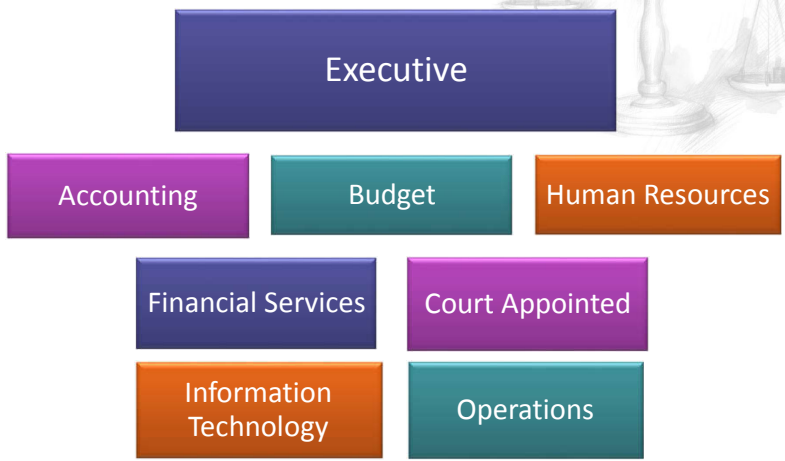 Executive
Accounting
Budget
Human Resources
Financial Services
Court Appointed
Information
Technology
Operations